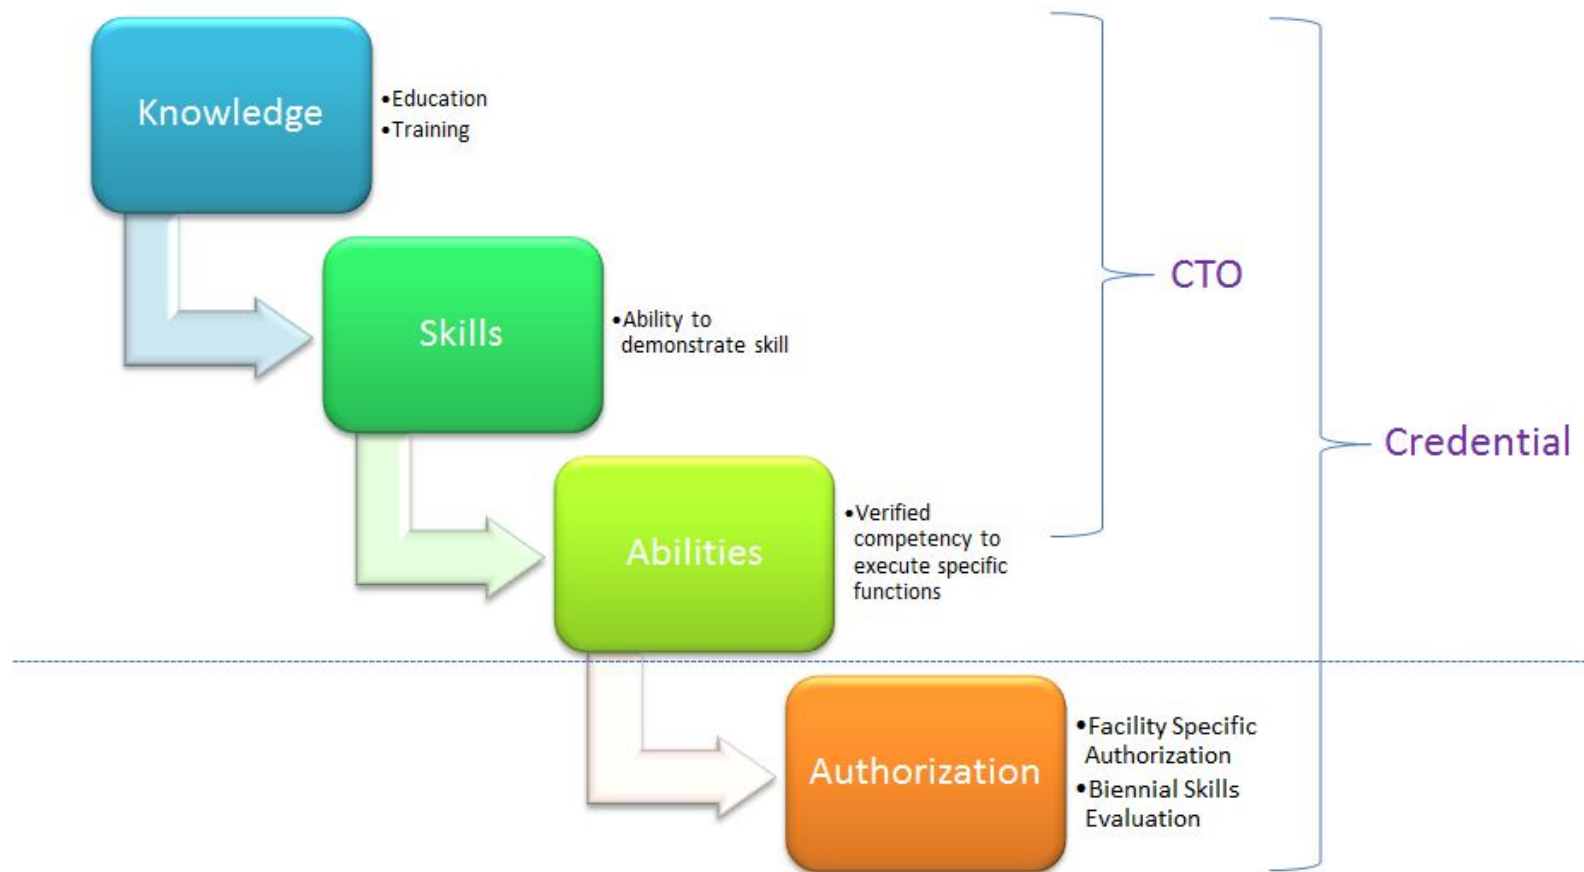 Knowledge
•Education
•Training
Skills
•Ability to
demonstrate skill
CTO
Credential
Abilities
•Verified
competency to
execute specific
functions
Authorization
•Facility Specific
Authorization
•Biennial Skills
Evaluation